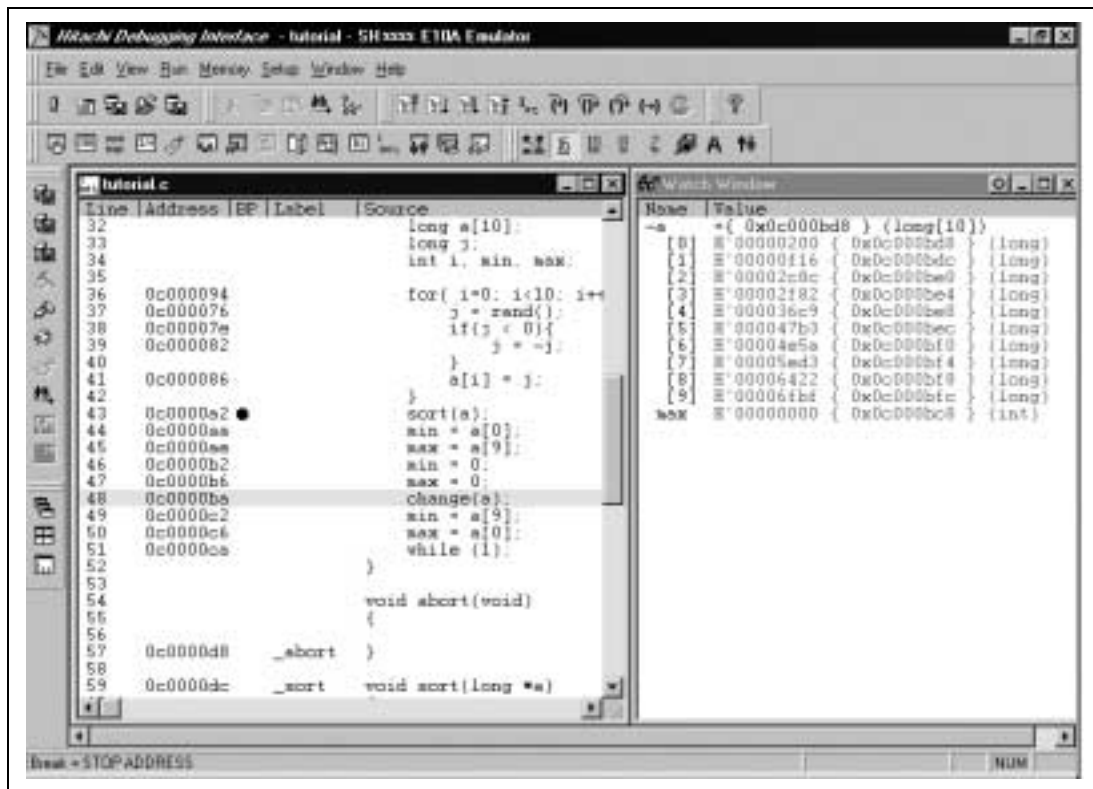 Hitachi Debugging Interface - tutorial - SHxxxx E10A Emulator
File Edit View Run Memory Setup Window Help
tutorial.c
Line Address BP Label Source
32 long a[10];
33 long j;
34 int i, min, max;
35
36 0c000094 for( i=0; i<10; i++
37 0c000076 j = rand();
38 0c00007e if(j < 0){
39 0c000082 j = -j;
40 }
41 0c000086 a[i] = j;
42 }
43 0c0000a2 ● sort(a);
44 0c0000aa min = a[0];
45 0c0000ae max = a[9];
46 0c0000b2 min = 0;
47 0c0000b6 max = 0;
48 0c0000ba change(a);
49 0c0000c2 min = a[9];
50 0c0000c6 max = a[0];
51 0c0000ca while (1);
52 }
53
54 void abort(void)
55 {
56
57 0c0000d8 _abort }
58
59 0c0000dc _sort void sort(long *a)
Watch Window
Name Value
-a ={ 0x0c000bd8 } (long[10])
[0] H'00000200 { 0x0c000bd8 } (long)
[1] H'00000f16 { 0x0c000bdc } (long)
[2] H'00002c0c { 0x0c000be0 } (long)
[3] H'00002f82 { 0x0c000be4 } (long)
[4] H'000036c9 { 0x0c000be8 } (long)
[5] H'000047b3 { 0x0c000bec } (long)
[6] H'00004e5a { 0x0c000bf0 } (long)
[7] H'00005ed3 { 0x0c000bf4 } (long)
[8] H'00006422 { 0x0c000bf8 } (long)
[9] H'00006fbf { 0x0c000bfc } (long)
max H'00000000 { 0x0c000bc8 } (int)
Break = STOP ADDRESS
NUM